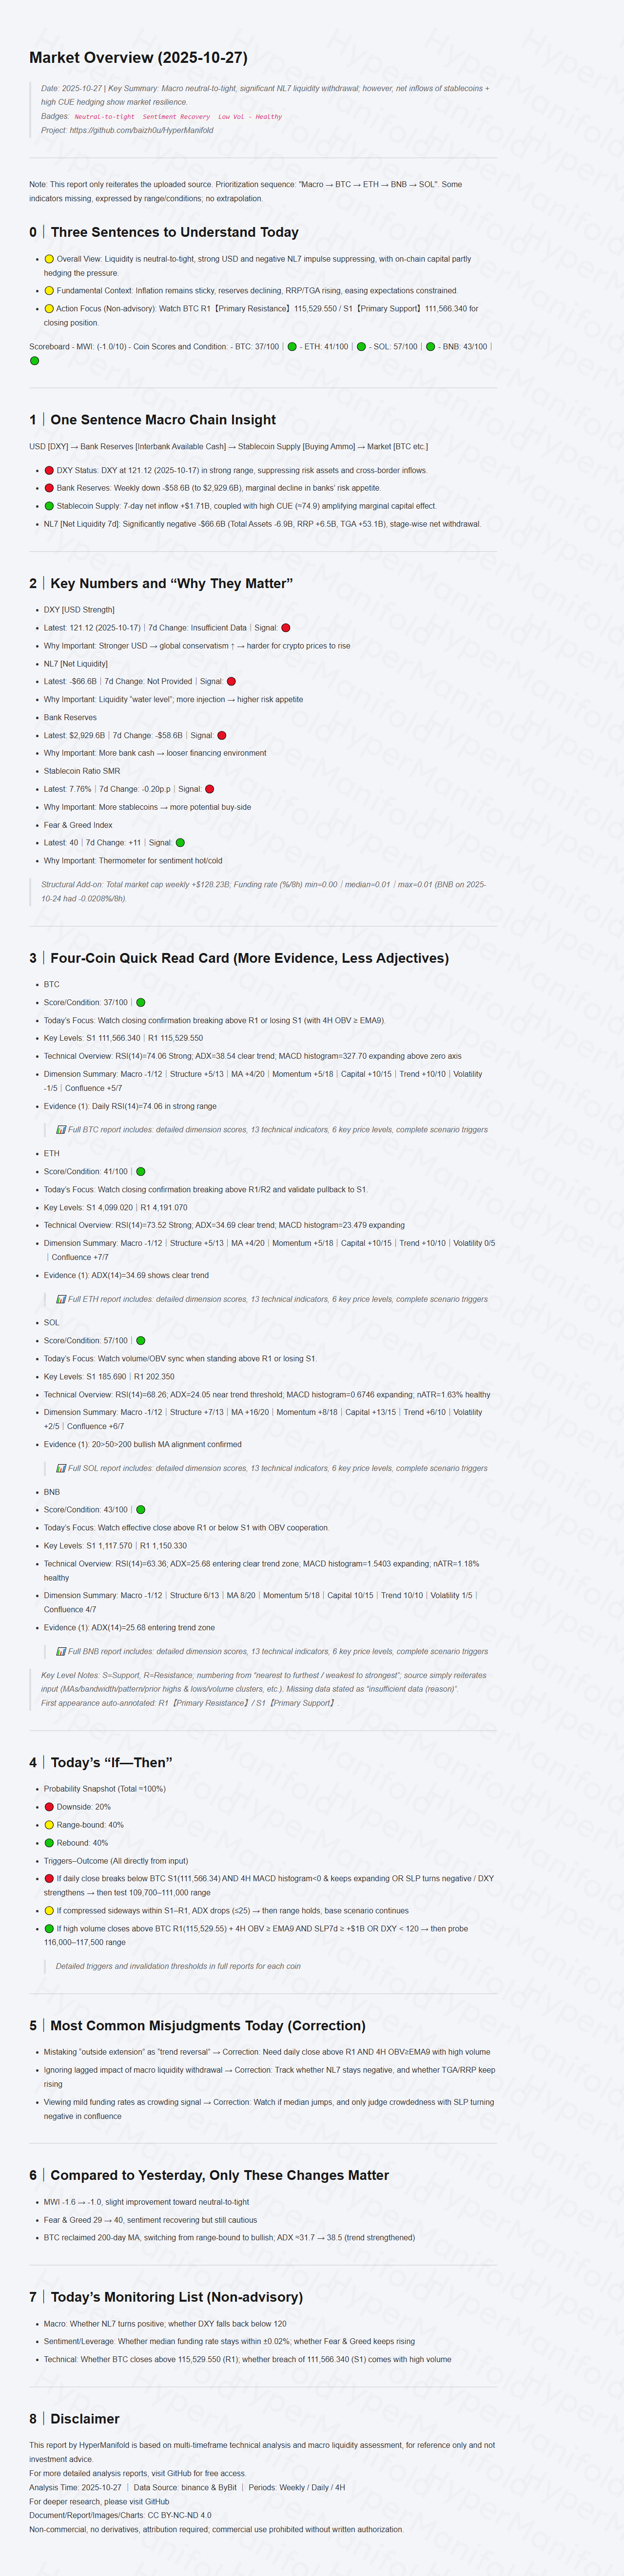 Market Overview (2025-10-27)
Date: 2025-10-27 | Key Summary: Macro neutral-to-tight, significant NL7 liquidity withdrawal; however, net inflows of stablecoins +
high CUE hedging show market resilience.
Badges: Neutral-to-tight Sentiment Recovery Low Vol - Healthy
Project: https://github.com/baizh0u/HyperManifold
Note: This report only reiterates the uploaded source. Prioritization sequence: "Macro → BTC → ETH → BNB → SOL". Some
indicators missing, expressed by range/conditions; no extrapolation.
0｜Three Sentences to Understand Today
• 🟡 Overall View: Liquidity is neutral-to-tight, strong USD and negative NL7 impulse suppressing, with on-chain capital partly
hedging the pressure.
• 🟡 Fundamental Context: Inflation remains sticky, reserves declining, RRP/TGA rising, easing expectations constrained.
• 🟡 Action Focus (Non-advisory): Watch BTC R1【Primary Resistance】115,529.550 / S1【Primary Support】111,566.340 for
closing position.
Scoreboard - MWI: (-1.0/10) - Coin Scores and Condition: - BTC: 37/100｜🟢 - ETH: 41/100｜🟢 - SOL: 57/100｜🟢 - BNB: 43/100｜
🟢
1｜One Sentence Macro Chain Insight
USD [DXY] → Bank Reserves [Interbank Available Cash] → Stablecoin Supply [Buying Ammo] → Market [BTC etc.]
• 🔴 DXY Status: DXY at 121.12 (2025-10-17) in strong range, suppressing risk assets and cross-border inflows.
• 🔴 Bank Reserves: Weekly down -$58.6B (to $2,929.6B), marginal decline in banks' risk appetite.
• 🟢 Stablecoin Supply: 7-day net inflow +$1.71B, coupled with high CUE (≈74.9) amplifying marginal capital effect.
• NL7 [Net Liquidity 7d]: Significantly negative -$66.6B (Total Assets -6.9B, RRP +6.5B, TGA +53.1B), stage-wise net withdrawal.
2｜Key Numbers and “Why They Matter”
• DXY [USD Strength]
• Latest: 121.12 (2025-10-17)｜7d Change: Insufficient Data｜Signal: 🔴
• Why Important: Stronger USD → global conservatism ↑ → harder for crypto prices to rise
• NL7 [Net Liquidity]
• Latest: -$66.6B｜7d Change: Not Provided｜Signal: 🔴
• Why Important: Liquidity “water level”; more injection → higher risk appetite
• Bank Reserves
• Latest: $2,929.6B｜7d Change: -$58.6B｜Signal: 🔴
• Why Important: More bank cash → looser financing environment
• Stablecoin Ratio SMR
• Latest: 7.76%｜7d Change: -0.20p.p｜Signal: 🔴
• Why Important: More stablecoins → more potential buy-side
• Fear & Greed Index
• Latest: 40｜7d Change: +11｜Signal: 🟢
• Why Important: Thermometer for sentiment hot/cold
Structural Add-on: Total market cap weekly +$128.23B; Funding rate (%/8h) min=0.00｜median=0.01｜max=0.01 (BNB on 2025-
10-24 had -0.0208%/8h).
3｜Four-Coin Quick Read Card (More Evidence, Less Adjectives)
• BTC
• Score/Condition: 37/100｜🟢
• Today's Focus: Watch closing confirmation breaking above R1 or losing S1 (with 4H OBV ≥ EMA9).
• Key Levels: S1 111,566.340｜R1 115,529.550
• Technical Overview: RSI(14)=74.06 Strong; ADX=38.54 clear trend; MACD histogram=327.70 expanding above zero axis
• Dimension Summary: Macro -1/12｜Structure +5/13｜MA +4/20｜Momentum +5/18｜Capital +10/15｜Trend +10/10｜Volatility
-1/5｜Confluence +5/7
• Evidence (1): Daily RSI(14)=74.06 in strong range
📊 Full BTC report includes: detailed dimension scores, 13 technical indicators, 6 key price levels, complete scenario triggers
• ETH
• Score/Condition: 41/100｜🟢
• Today's Focus: Watch closing confirmation breaking above R1/R2 and validate pullback to S1.
• Key Levels: S1 4,099.020｜R1 4,191.070
• Technical Overview: RSI(14)=73.52 Strong; ADX=34.69 clear trend; MACD histogram=23.479 expanding
• Dimension Summary: Macro -1/12｜Structure +5/13｜MA +4/20｜Momentum +5/18｜Capital +10/15｜Trend +10/10｜Volatility 0/5
｜Confluence +7/7
• Evidence (1): ADX(14)=34.69 shows clear trend
📊 Full ETH report includes: detailed dimension scores, 13 technical indicators, 6 key price levels, complete scenario triggers
• SOL
• Score/Condition: 57/100｜🟢
• Today's Focus: Watch volume/OBV sync when standing above R1 or losing S1.
• Key Levels: S1 185.690｜R1 202.350
• Technical Overview: RSI(14)=68.26; ADX=24.05 near trend threshold; MACD histogram=0.6746 expanding; nATR=1.63% healthy
• Dimension Summary: Macro -1/12｜Structure +7/13｜MA +16/20｜Momentum +8/18｜Capital +13/15｜Trend +6/10｜Volatility
+2/5｜Confluence +6/7
• Evidence (1): 20>50>200 bullish MA alignment confirmed
📊 Full SOL report includes: detailed dimension scores, 13 technical indicators, 6 key price levels, complete scenario triggers
• BNB
• Score/Condition: 43/100｜🟢
• Today's Focus: Watch effective close above R1 or below S1 with OBV cooperation.
• Key Levels: S1 1,117.570｜R1 1,150.330
• Technical Overview: RSI(14)=63.36; ADX=25.68 entering clear trend zone; MACD histogram=1.5403 expanding; nATR=1.18%
healthy
• Dimension Summary: Macro -1/12｜Structure 6/13｜MA 8/20｜Momentum 5/18｜Capital 10/15｜Trend 10/10｜Volatility 1/5｜
Confluence 4/7
• Evidence (1): ADX(14)=25.68 entering trend zone
📊 Full BNB report includes: detailed dimension scores, 13 technical indicators, 6 key price levels, complete scenario triggers
Key Level Notes: S=Support, R=Resistance; numbering from “nearest to furthest / weakest to strongest”; source simply reiterates
input (MAs/bandwidth/pattern/prior highs & lows/volume clusters, etc.). Missing data stated as “insufficient data (reason)”.
First appearance auto-annotated: R1【Primary Resistance】/ S1【Primary Support】.
4｜Today's “If—Then”
• Probability Snapshot (Total ≈100%)
• 🔴 Downside: 20%
• 🟡 Range-bound: 40%
• 🟢 Rebound: 40%
• Triggers–Outcome (All directly from input)
• 🔴 If daily close breaks below BTC S1(111,566.34) AND 4H MACD histogram<0 & keeps expanding OR SLP turns negative / DXY
strengthens → then test 109,700–111,000 range
• 🟡 If compressed sideways within S1–R1, ADX drops (≤25) → then range holds, base scenario continues
• 🟢 If high volume closes above BTC R1(115,529.55) + 4H OBV ≥ EMA9 AND SLP7d ≥ +$1B OR DXY < 120 → then probe
116,000–117,500 range
Detailed triggers and invalidation thresholds in full reports for each coin
5｜Most Common Misjudgments Today (Correction)
• Mistaking “outside extension” as “trend reversal” → Correction: Need daily close above R1 AND 4H OBV≥EMA9 with high volume
• Ignoring lagged impact of macro liquidity withdrawal → Correction: Track whether NL7 stays negative, and whether TGA/RRP keep
rising
• Viewing mild funding rates as crowding signal → Correction: Watch if median jumps, and only judge crowdedness with SLP turning
negative in confluence
6｜Compared to Yesterday, Only These Changes Matter
• MWI -1.6 → -1.0, slight improvement toward neutral-to-tight
• Fear & Greed 29 → 40, sentiment recovering but still cautious
• BTC reclaimed 200-day MA, switching from range-bound to bullish; ADX ≈31.7 → 38.5 (trend strengthened)
7｜Today's Monitoring List (Non-advisory)
• Macro: Whether NL7 turns positive; whether DXY falls back below 120
• Sentiment/Leverage: Whether median funding rate stays within ±0.02%; whether Fear & Greed keeps rising
• Technical: Whether BTC closes above 115,529.550 (R1); whether breach of 111,566.340 (S1) comes with high volume
8｜Disclaimer
This report by HyperManifold is based on multi-timeframe technical analysis and macro liquidity assessment, for reference only and not
investment advice.
For more detailed analysis reports, visit GitHub for free access.
Analysis Time: 2025-10-27 ｜ Data Source: binance & ByBit ｜ Periods: Weekly / Daily / 4H
For deeper research, please visit GitHub
Document/Report/Images/Charts: CC BY-NC-ND 4.0
Non-commercial, no derivatives, attribution required; commercial use prohibited without written authorization.